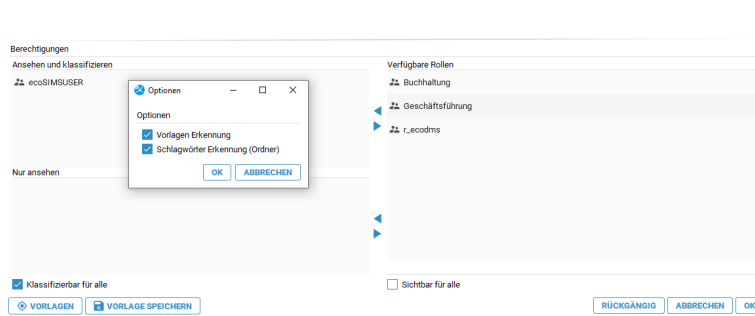 Berechtigungen
Ansehen und klassifizieren
ecoSIMSUSER
Nur ansehen
Klassifizierbar für alle
VORLAGEN
VORLAGE SPEICHERN
Optionen
Optionen
Vorlagen Erkennung
Schlagwörter Erkennung (Ordner)
OK
ABBRECHEN
Verfügbare Rollen
Buchhaltung
Geschäftsführung
r_ecodms
Sichtbar für alle
RÜCKGÄNGIG
ABBRECHEN
OK